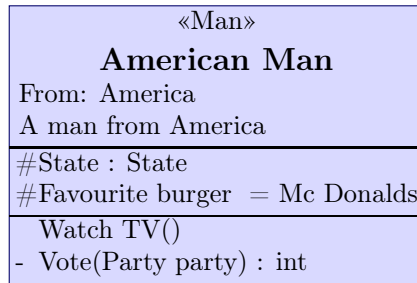 «Man»
American Man
From: America
A man from America
#State : State
#Favourite burger = Mc Donalds
Watch TV()
- Vote(Party party) : int